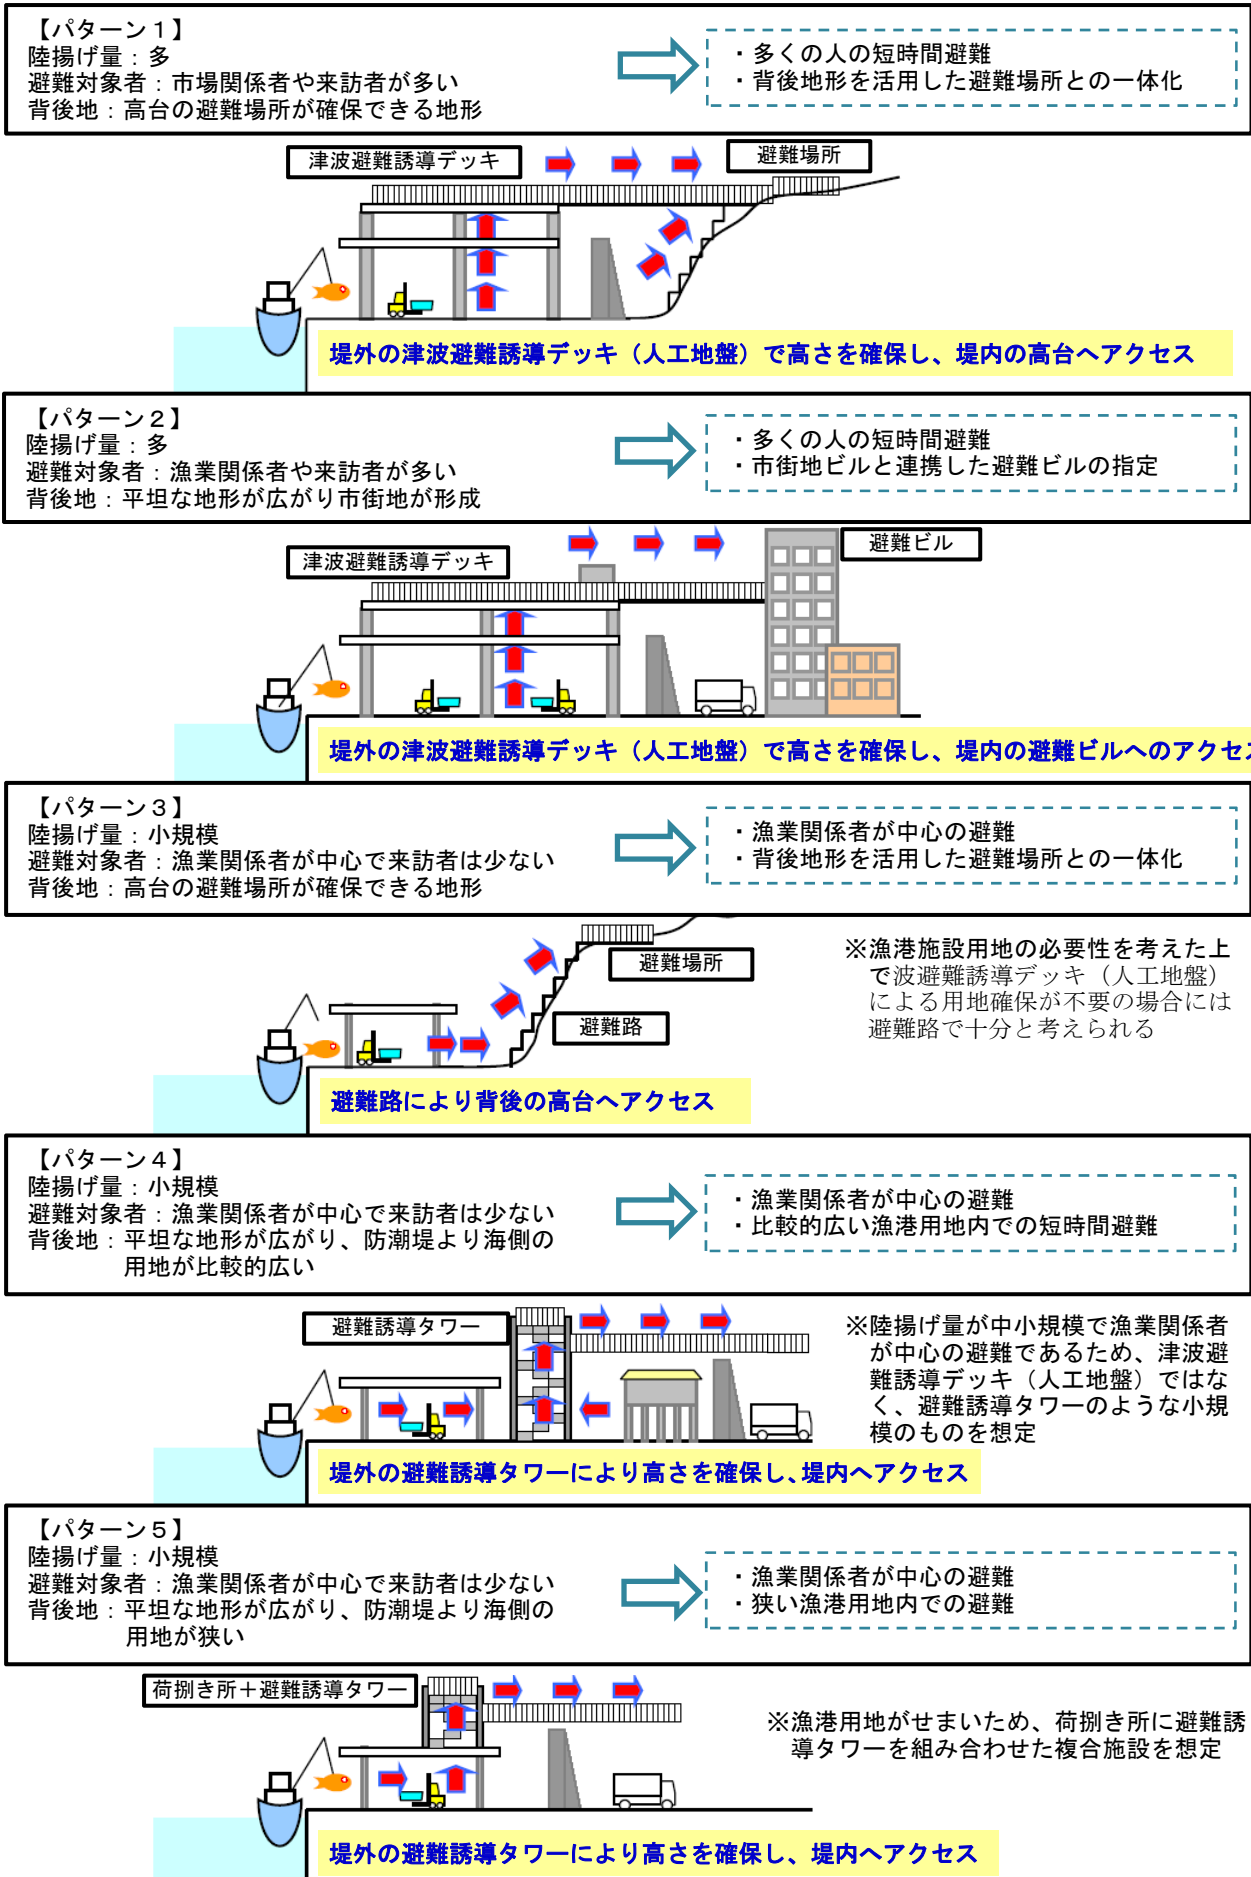 【パターン１】
陸揚げ量：多
避難対象者：市場関係者や来訪者が多い
背後地：高台の避難場所が確保できる地形
・多くの人の短時間避難
・背後地形を活用した避難場所との一体化
津波避難誘導デッキ
避難場所
堤外の津波避難誘導デッキ（人工地盤）で高さを確保し、堤内の高台へアクセス
【パターン２】
陸揚げ量：多
避難対象者：漁業関係者や来訪者が多い
背後地：平坦な地形が広がり市街地が形成
・多くの人の短時間避難
・市街地ビルと連携した避難ビルの指定
津波避難誘導デッキ
避難ビル
堤外の津波避難誘導デッキ（人工地盤）で高さを確保し、堤内の避難ビルへのアクセス
【パターン３】
陸揚げ量：小規模
避難対象者：漁業関係者が中心で来訪者は少ない
背後地：高台の避難場所が確保できる地形
・漁業関係者が中心の避難
・背後地形を活用した避難場所との一体化
避難場所
避難路
※漁港施設用地の必要性を考えた上
で波避難誘導デッキ（人工地盤）
による用地確保が不要の場合には
避難路で十分と考えられる
避難路により背後の高台へアクセス
【パターン４】
陸揚げ量：小規模
避難対象者：漁業関係者が中心で来訪者は少ない
背後地：平坦な地形が広がり、防潮堤より海側の
用地が比較的広い
・漁業関係者が中心の避難
・比較的広い漁港用地内での短時間避難
避難誘導タワー
※陸揚げ量が中小規模で漁業関係者
が中心の避難であるため、津波避
難誘導デッキ（人工地盤）ではな
く、避難誘導タワーのような小規
模のものを想定
堤外の避難誘導タワーにより高さを確保し、堤内へアクセス
【パターン５】
陸揚げ量：小規模
避難対象者：漁業関係者が中心で来訪者は少ない
背後地：平坦な地形が広がり、防潮堤より海側の
用地が狭い
・漁業関係者が中心の避難
・狭い漁港用地内での避難
荷捌き所＋避難誘導タワー
※漁港用地がせまいため、荷捌き所に避難誘
導タワーを組み合わせた複合施設を想定
堤外の避難誘導タワーにより高さを確保し、堤内へアクセス